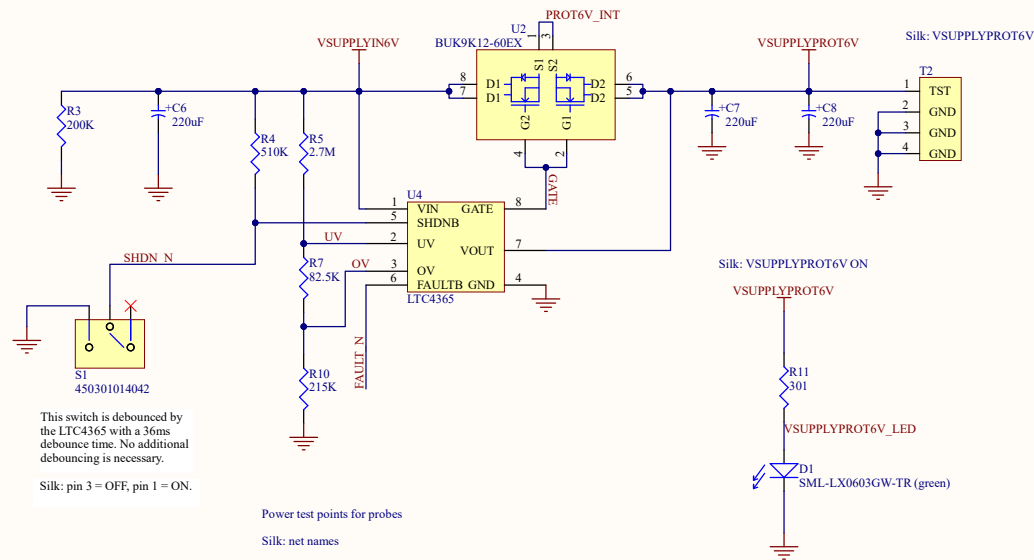 PROT6V_INT
U2
BUK9K12-60EX
VSUPPLYIN6V
VSUPPLYPROT6V
Silk: VSUPPLYPROT6V
1
3
S1
S2
8
7
D1
D1
D2
D2
6
5
G2
G1
4
2
GATE
R3
200K
+C6
220uF
R4
510K
R5
2.7M
+C7
220uF
+C8
220uF
T2
1
TST
2
GND
3
GND
4
GND
U4
1
VIN
GATE
8
5
SHDNB
UV
2
UV
VOUT
7
OV
3
OV
6
FAULTB
GND
4
LTC4365
SHDN_N
R7
82.5K
FAULT_N
R10
215K
S1
450301014042
This switch is debounced by
the LTC4365 with a 36ms
debounce time. No additional
debouncing is necessary.
Silk: pin 3 = OFF, pin 1 = ON.
Power test points for probes
Silk: net names
Silk: VSUPPLYPROT6V ON
VSUPPLYPROT6V
R11
301
VSUPPLYPROT6V_LED
D1
SML-LX0603GW-TR (green)